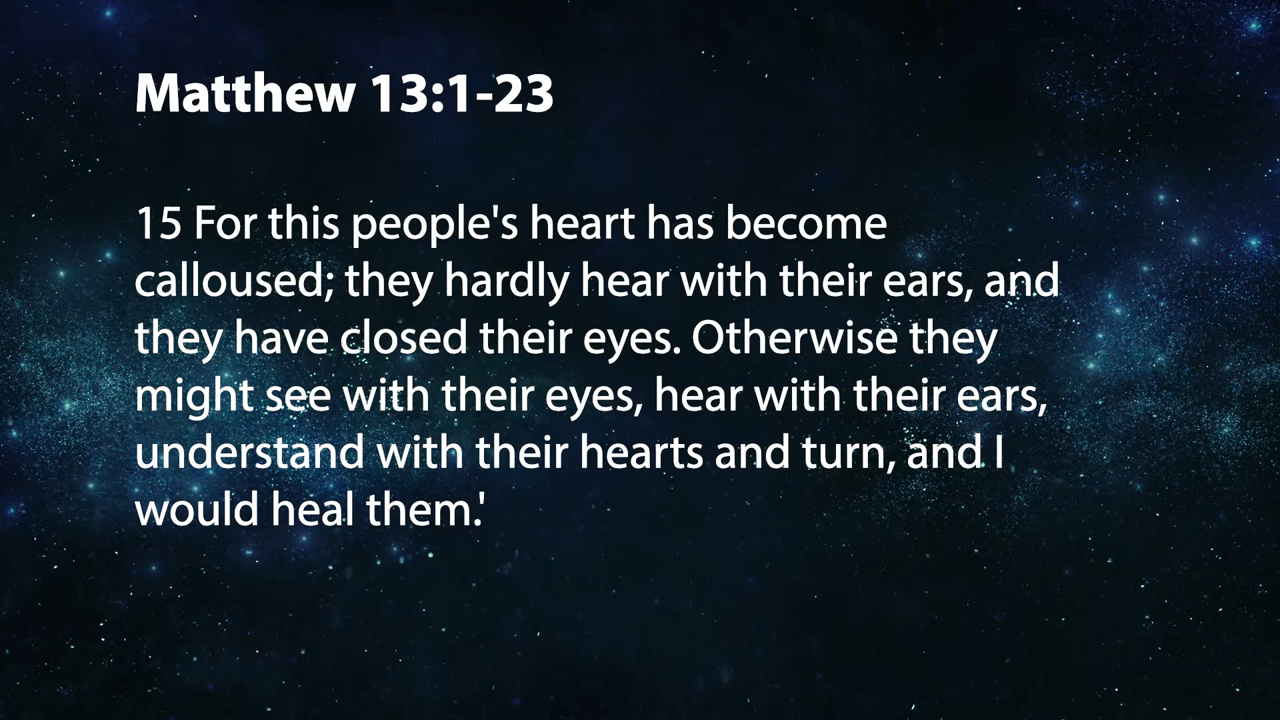 Matthew 13:1-23
15 For this people's heart has become
calloused; they hardly hear with their ears, and
they have closed their eyes. Otherwise they
might see with their eyes, hear with their ears,
understand with their hearts and turn, and I
would heal them.'